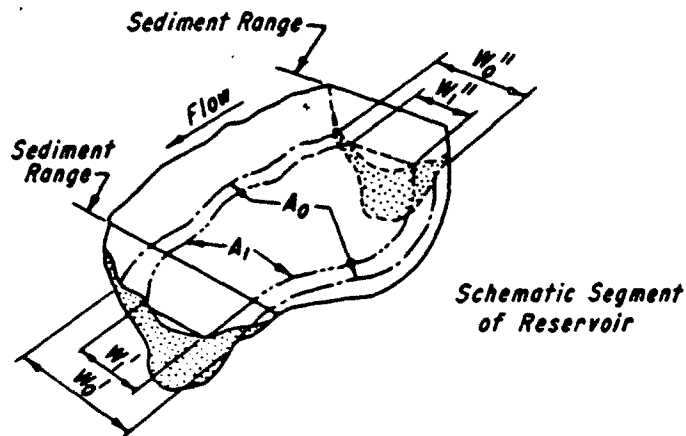 Sediment Range
W₀"
W₁"
Flow
Sediment
Range
A₀
A₁
Schematic Segment
of Reservoir
W₁'
W₀'